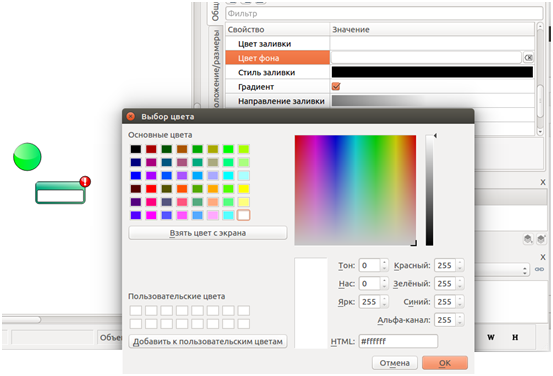 Общи
оложение/размеры
Фильтр
Свойство Значение
Цвет заливки
Цвет фона
Стиль заливки
Градиент
Направление заливки
Выбор цвета
Основные цвета
Взять цвет с экрана
Пользовательские цвета
Добавить к пользовательским цветам
Тон: 0 Красный: 255
Нас: 0 Зелёный: 255
Ярк: 255 Синий: 255
Альфа-канал: 255
HTML: #ffffff
Отмена OK
Объе
W H
X
X